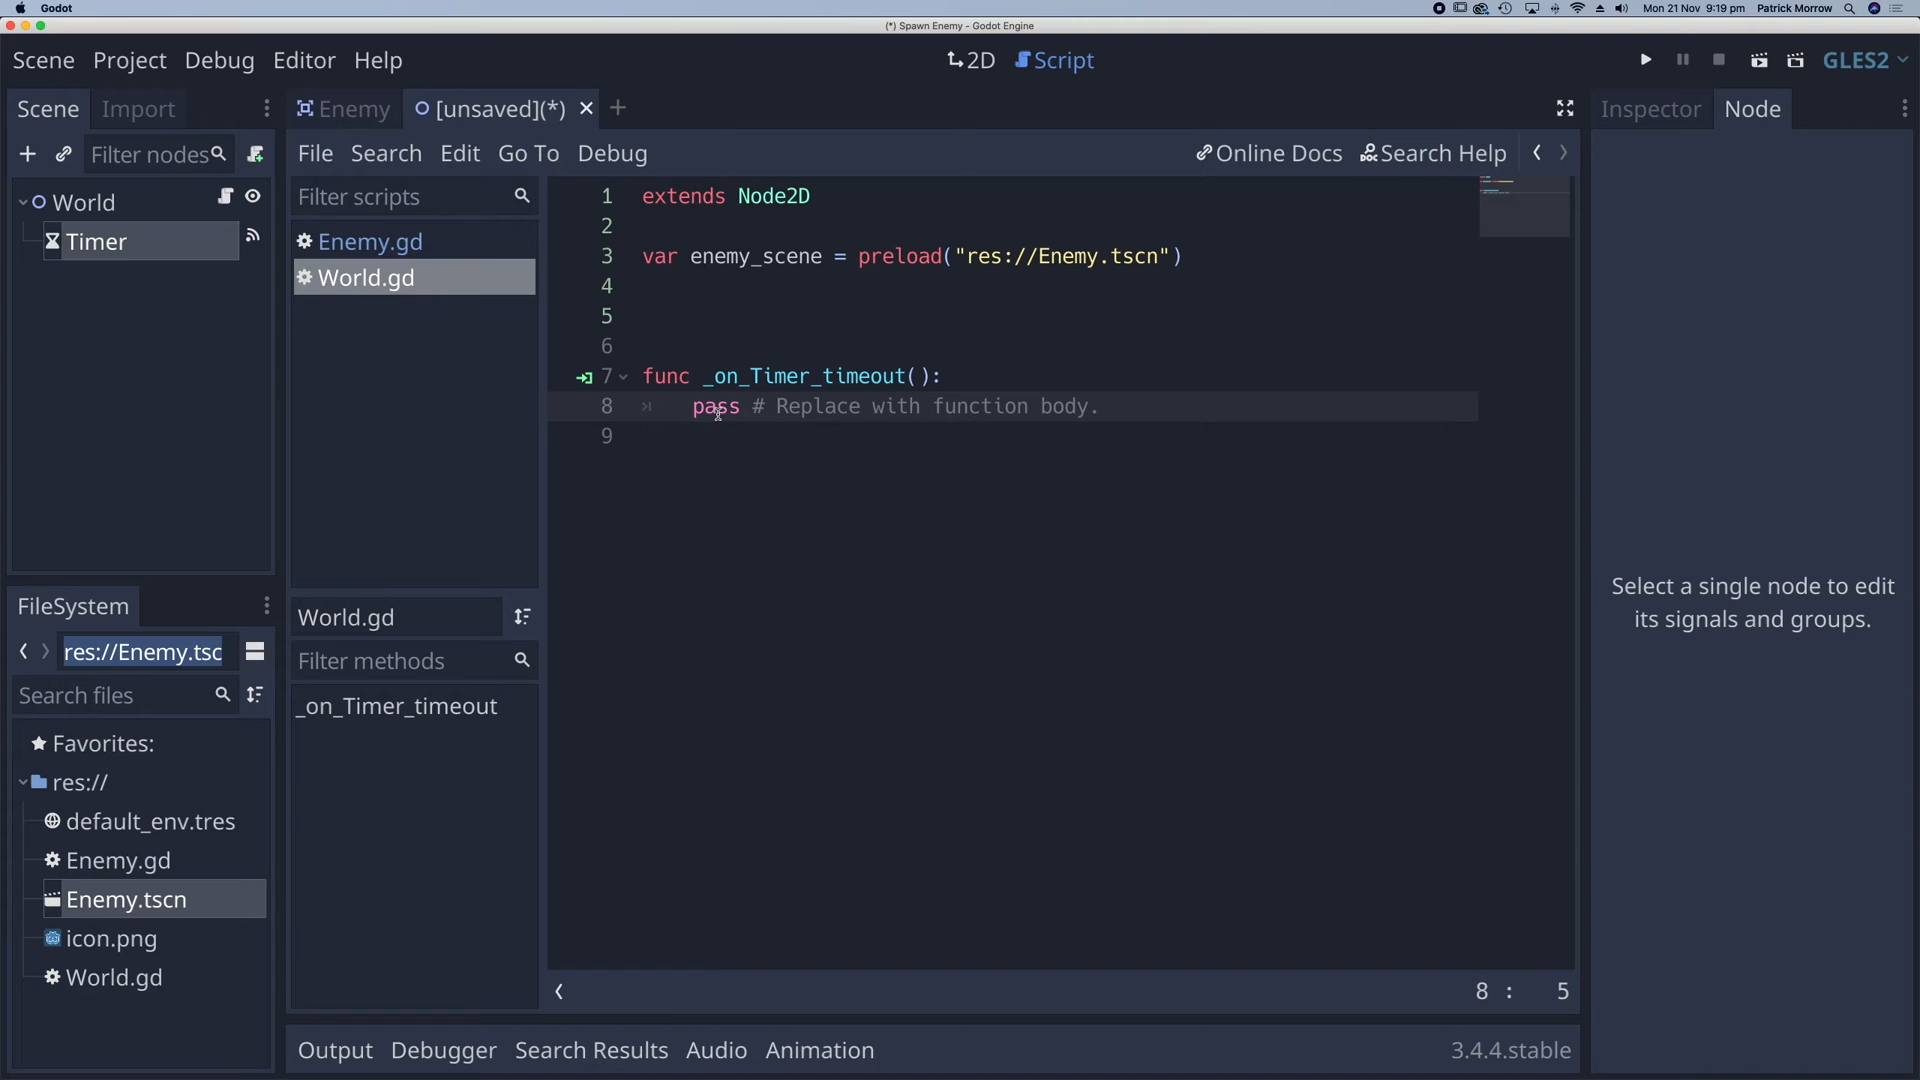 Godot
Mon 21 Nov 9:19 pm Patrick Morrow
(*) Spawn Enemy - Godot Engine
Scene Project Debug Editor Help
2D Script
GLES2
Scene Import
Enemy [unsaved](*)
Inspector Node
Filter nodes
File Search Edit Go To Debug
Online Docs Search Help
World
Timer
Filter scripts
Enemy.gd
World.gd
1 extends Node2D
2
3 var enemy_scene = preload("res://Enemy.tscn")
4
5
6
7 func _on_Timer_timeout():
8 pass # Replace with function body.
9
Select a single node to edit
its signals and groups.
FileSystem
res://Enemy.tsc
Search files
Favorites:
res://
default_env.tres
Enemy.gd
Enemy.tscn
icon.png
World.gd
World.gd
Filter methods
_on_Timer_timeout
8 : 5
Output Debugger Search Results Audio Animation
3.4.4.stable